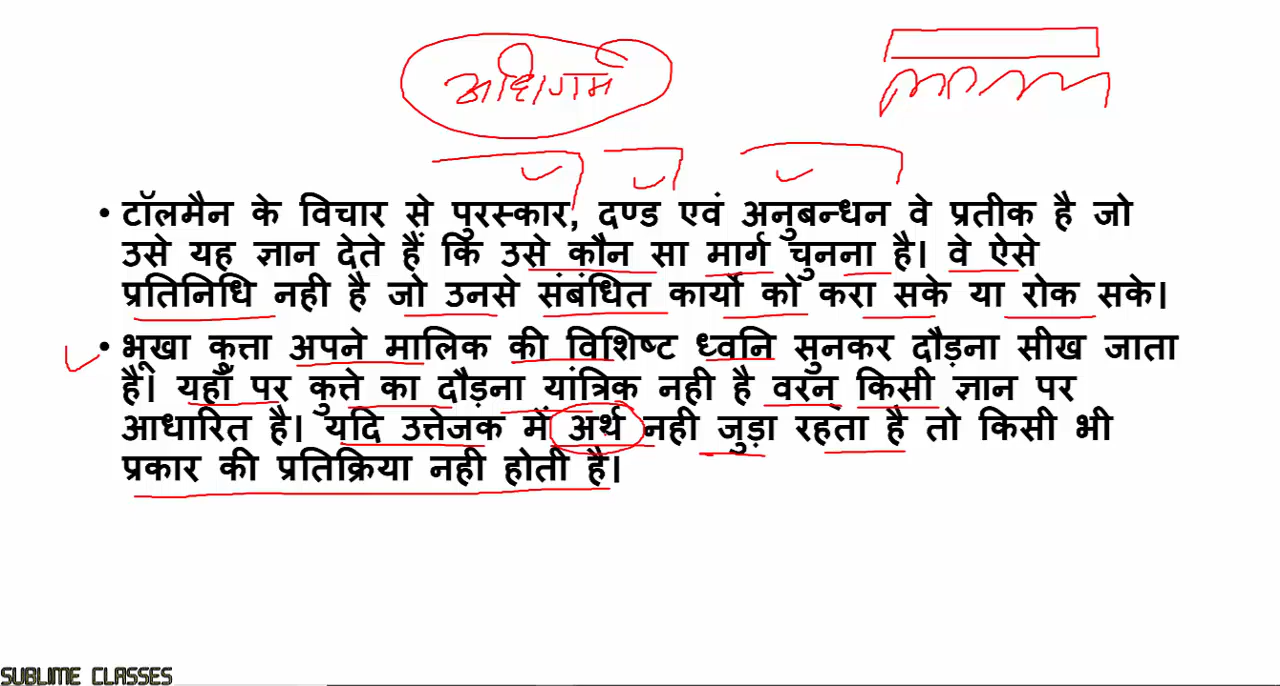 अधिगम
• टॉलमैन के विचार से पुरस्कार, दण्ड एवं अनुबन्धन वे प्रतीक है जो
उसे यह ज्ञान देते हैं कि उसे कौन सा मार्ग चुनना है। वे ऐसे
प्रतिनिधि नही है जो उनसे संबंधित कार्यो को करा सके या रोक सके।
• भूखा कुत्ता अपने मालिक की विशिष्ट ध्वनि सुनकर दौड़ना सीख जाता
है। यहाँ पर कुत्ते का दौड़ना यांत्रिक नही है वरन् किसी ज्ञान पर
आधारित है। यदि उत्तेजक में अर्थ नही जुड़ा रहता है तो किसी भी
प्रकार की प्रतिक्रिया नही होती है।
SUBLIME CLASSES